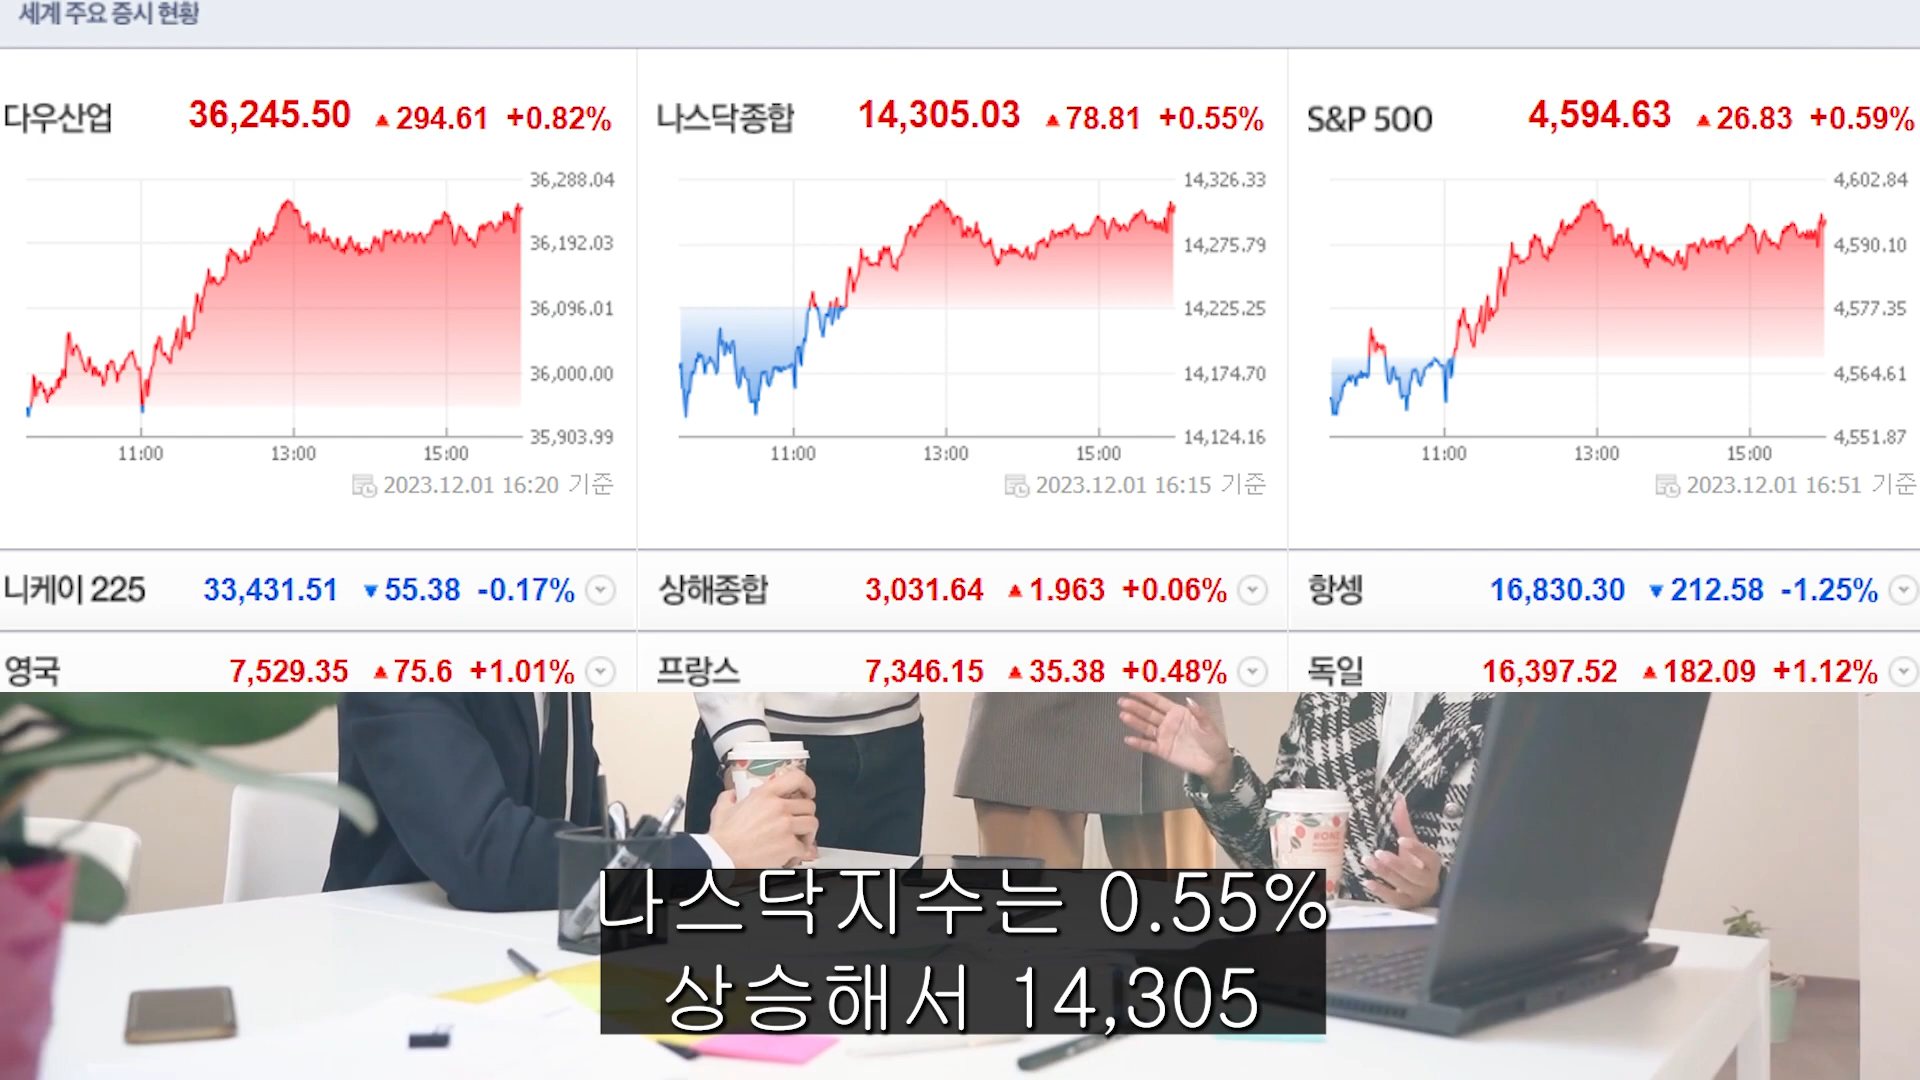 세계 주요 증시 현황
다우산업 36,245.50 ▲294.61 +0.82%
36,288.04
36,192.03
36,096.01
36,000.00
35,903.99
11:00 13:00 15:00
2023.12.01 16:20 기준
나스닥종합 14,305.03 ▲78.81 +0.55%
14,326.33
14,275.79
14,225.25
14,174.70
14,124.16
11:00 13:00 15:00
2023.12.01 16:15 기준
S&P 500 4,594.63 ▲26.83 +0.59%
4,602.84
4,590.10
4,577.35
4,564.61
4,551.87
11:00 13:00 15:00
2023.12.01 16:51 기준
니케이 225 33,431.51 ▼55.38 -0.17%
상해종합 3,031.64 ▲1.963 +0.06%
항셍 16,830.30 ▼212.58 -1.25%
영국 7,529.35 ▲75.6 +1.01%
프랑스 7,346.15 ▲35.38 +0.48%
독일 16,397.52 ▲182.09 +1.12%
나스닥지수는 0.55%
상승해서 14,305